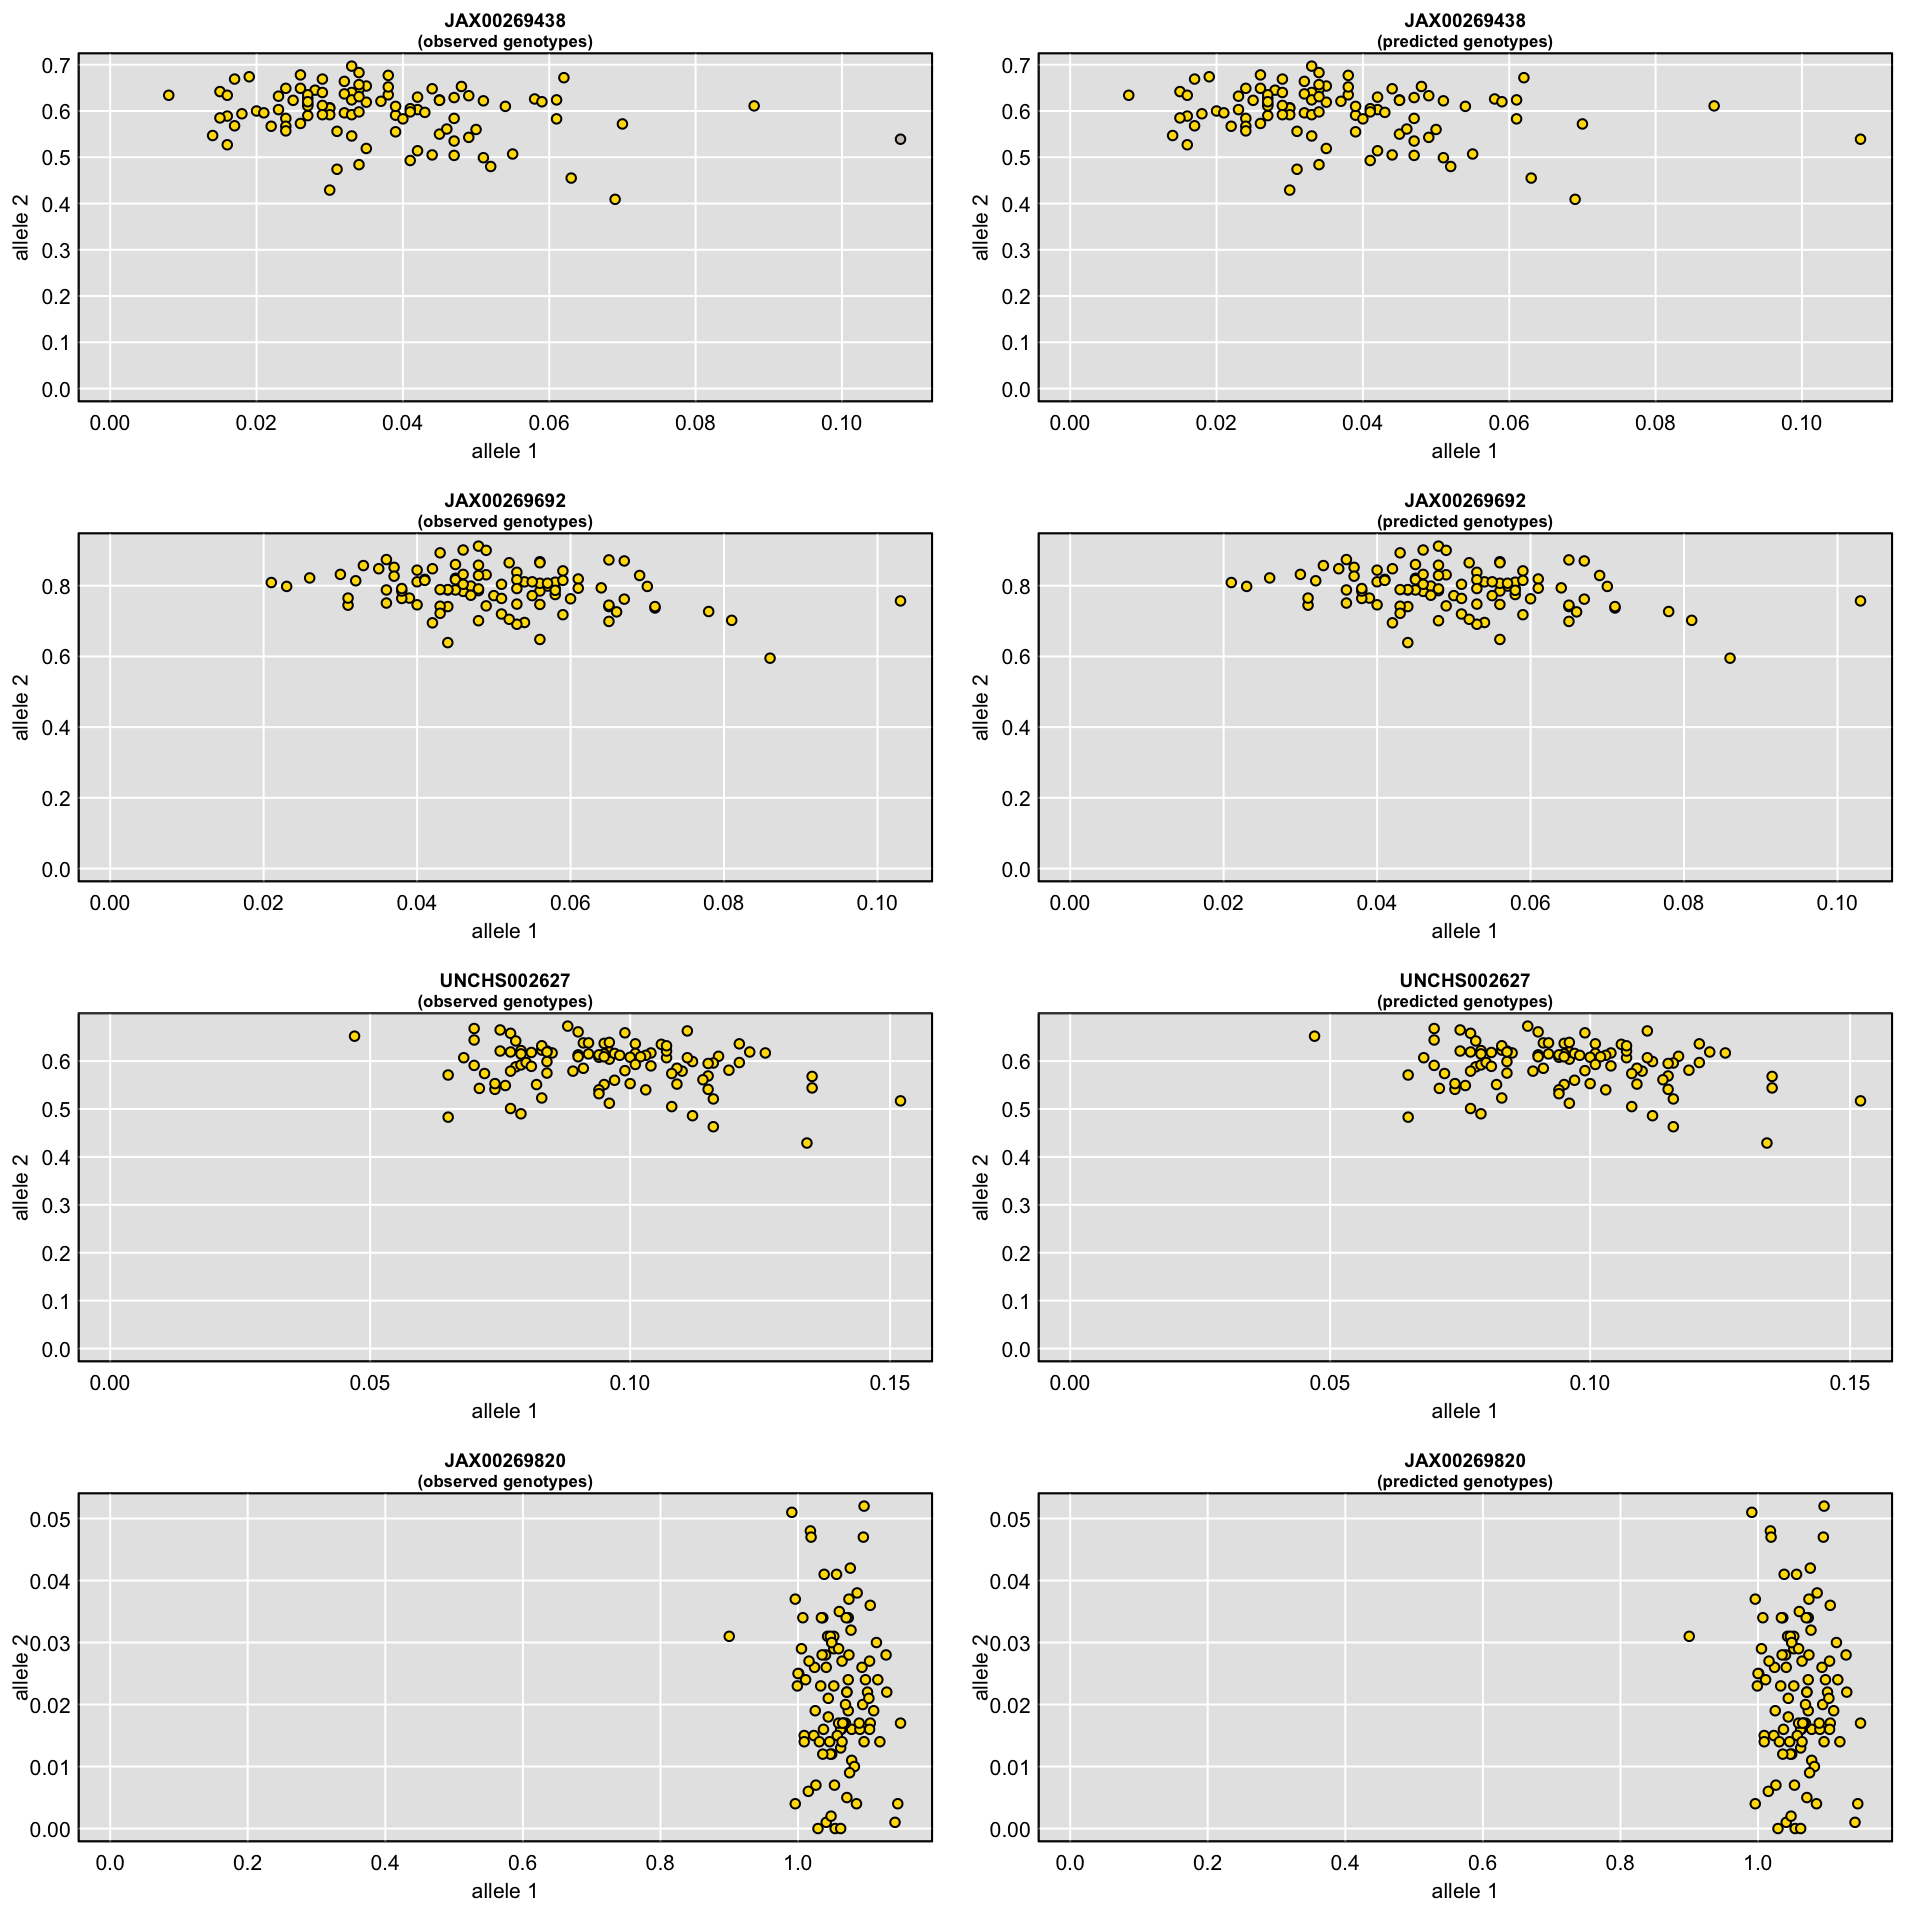 JAX00269438
(observed genotypes)
0.7
0.6
0.5
0.4
0.3
0.2
0.1
0.0
allele 2
0.00 0.02 0.04 0.06 0.08 0.10
allele 1
JAX00269438
(predicted genotypes)
0.7
0.6
0.5
0.4
0.3
0.2
0.1
0.0
allele 2
0.00 0.02 0.04 0.06 0.08 0.10
allele 1
JAX00269692
(observed genotypes)
0.8
0.6
0.4
0.2
0.0
allele 2
0.00 0.02 0.04 0.06 0.08 0.10
allele 1
JAX00269692
(predicted genotypes)
0.8
0.6
0.4
0.2
0.0
allele 2
0.00 0.02 0.04 0.06 0.08 0.10
allele 1
UNCHS002627
(observed genotypes)
0.6
0.5
0.4
0.3
0.2
0.1
0.0
allele 2
0.00 0.05 0.10 0.15
allele 1
UNCHS002627
(predicted genotypes)
0.6
0.5
0.4
0.3
0.2
0.1
0.0
allele 2
0.00 0.05 0.10 0.15
allele 1
JAX00269820
(observed genotypes)
0.05
0.04
0.03
0.02
0.01
0.00
allele 2
0.0 0.2 0.4 0.6 0.8 1.0
allele 1
JAX00269820
(predicted genotypes)
0.05
0.04
0.03
0.02
0.01
0.00
allele 2
0.0 0.2 0.4 0.6 0.8 1.0
allele 1